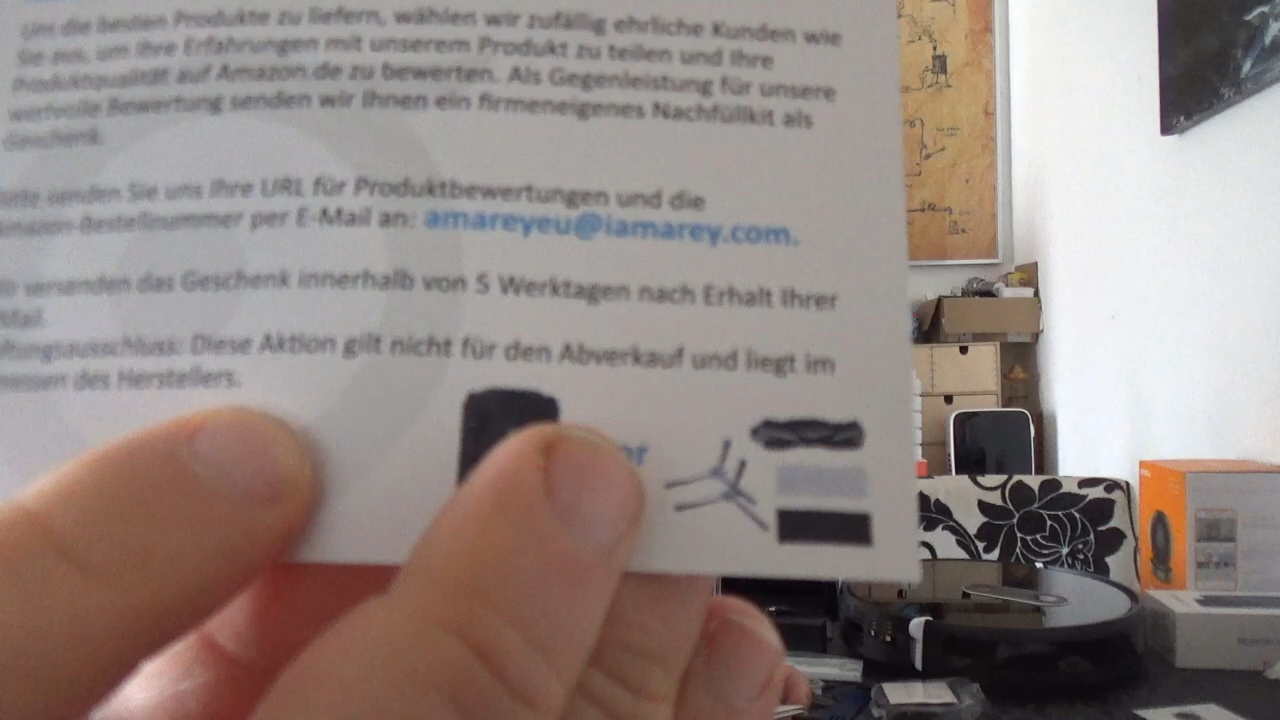 Um die besten Produkte zu liefern, wählen wir zufällig ehrliche Kunden wie
Sie aus, um Ihre Erfahrungen mit unserem Produkt zu teilen und Ihre
Produktqualität auf Amazon.de zu bewerten. Als Gegenleistung für unsere
wertvolle Bewertung senden wir Ihnen ein firmeneigenes Nachfüllkit als
Geschenk.
Bitte senden Sie uns Ihre URL für Produktbewertungen und die
Amazon-Bestellnummer per E-Mail an: amareyeu@iamarey.com.
versenden das Geschenk innerhalb von 5 Werktagen nach Erhalt Ihrer
Mail.
Diese Aktion gilt nicht für den Abverkauf und liegt im
des Herstellers.